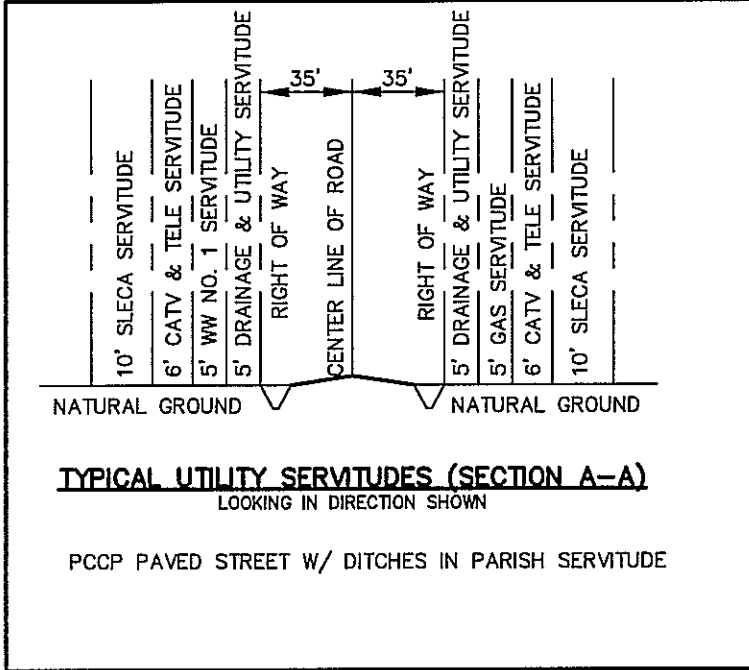 35' 35'
10' SLECA SERVITUDE
6' CATV & TELE SERVITUDE
5' WW NO. 1 SERVITUDE
5' DRAINAGE & UTILITY SERVITUDE
RIGHT OF WAY
CENTER LINE OF ROAD
RIGHT OF WAY
5' DRAINAGE & UTILITY SERVITUDE
5' GAS SERVITUDE
6' CATV & TELE SERVITUDE
10' SLECA SERVITUDE
NATURAL GROUND NATURAL GROUND
TYPICAL UTILITY SERVITUDES (SECTION A-A)
LOOKING IN DIRECTION SHOWN
PCCP PAVED STREET W/ DITCHES IN PARISH SERVITUDE